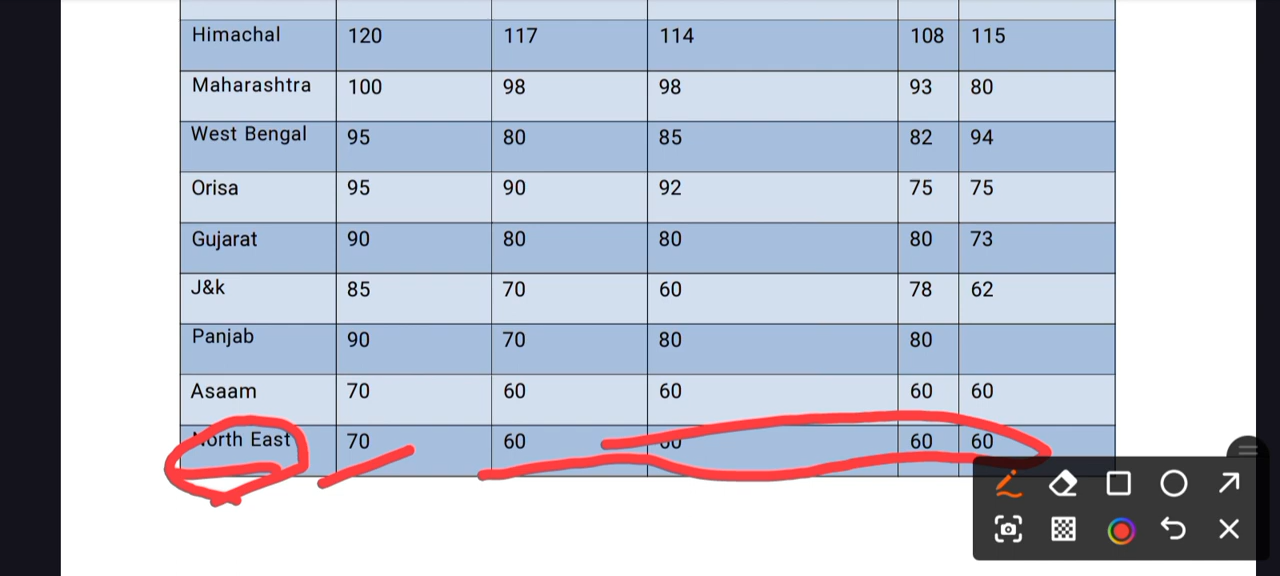 Himachal 120 117 114 108 115
Maharashtra 100 98 98 93 80
West Bengal 95 80 85 82 94
Orisa 95 90 92 75 75
Gujarat 90 80 80 80 73
J&k 85 70 60 78 62
Panjab 90 70 80 80
Asaam 70 60 60 60 60
North East 70 60 60 60